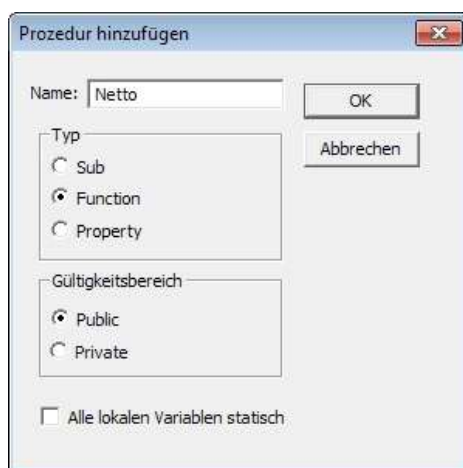 Prozedur hinzufügen
Name: Netto
OK
Typ
Abbrechen
Sub
Function
Property
Gültigkeitsbereich
Public
Private
Alle lokalen Variablen statisch